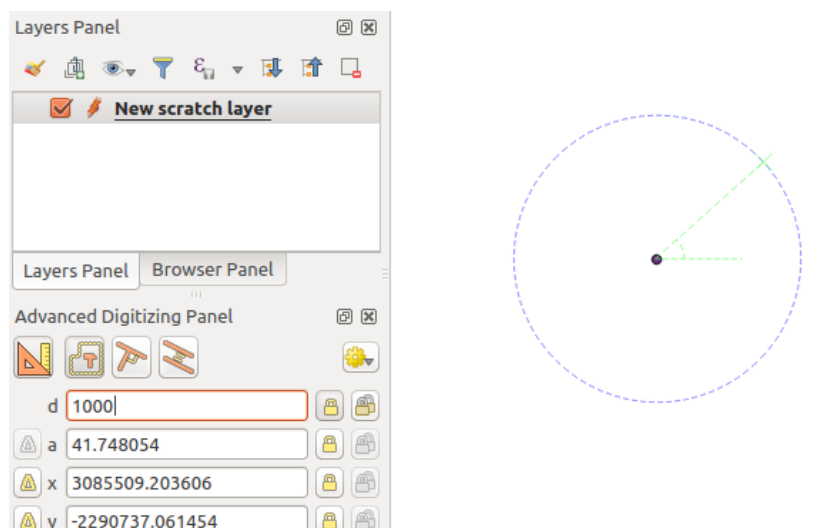 Layers Panel
New scratch layer
Layers Panel Browser Panel
Advanced Digitizing Panel
d 1000
a 41.748054
x 3085509.203606
y -2290737.061454